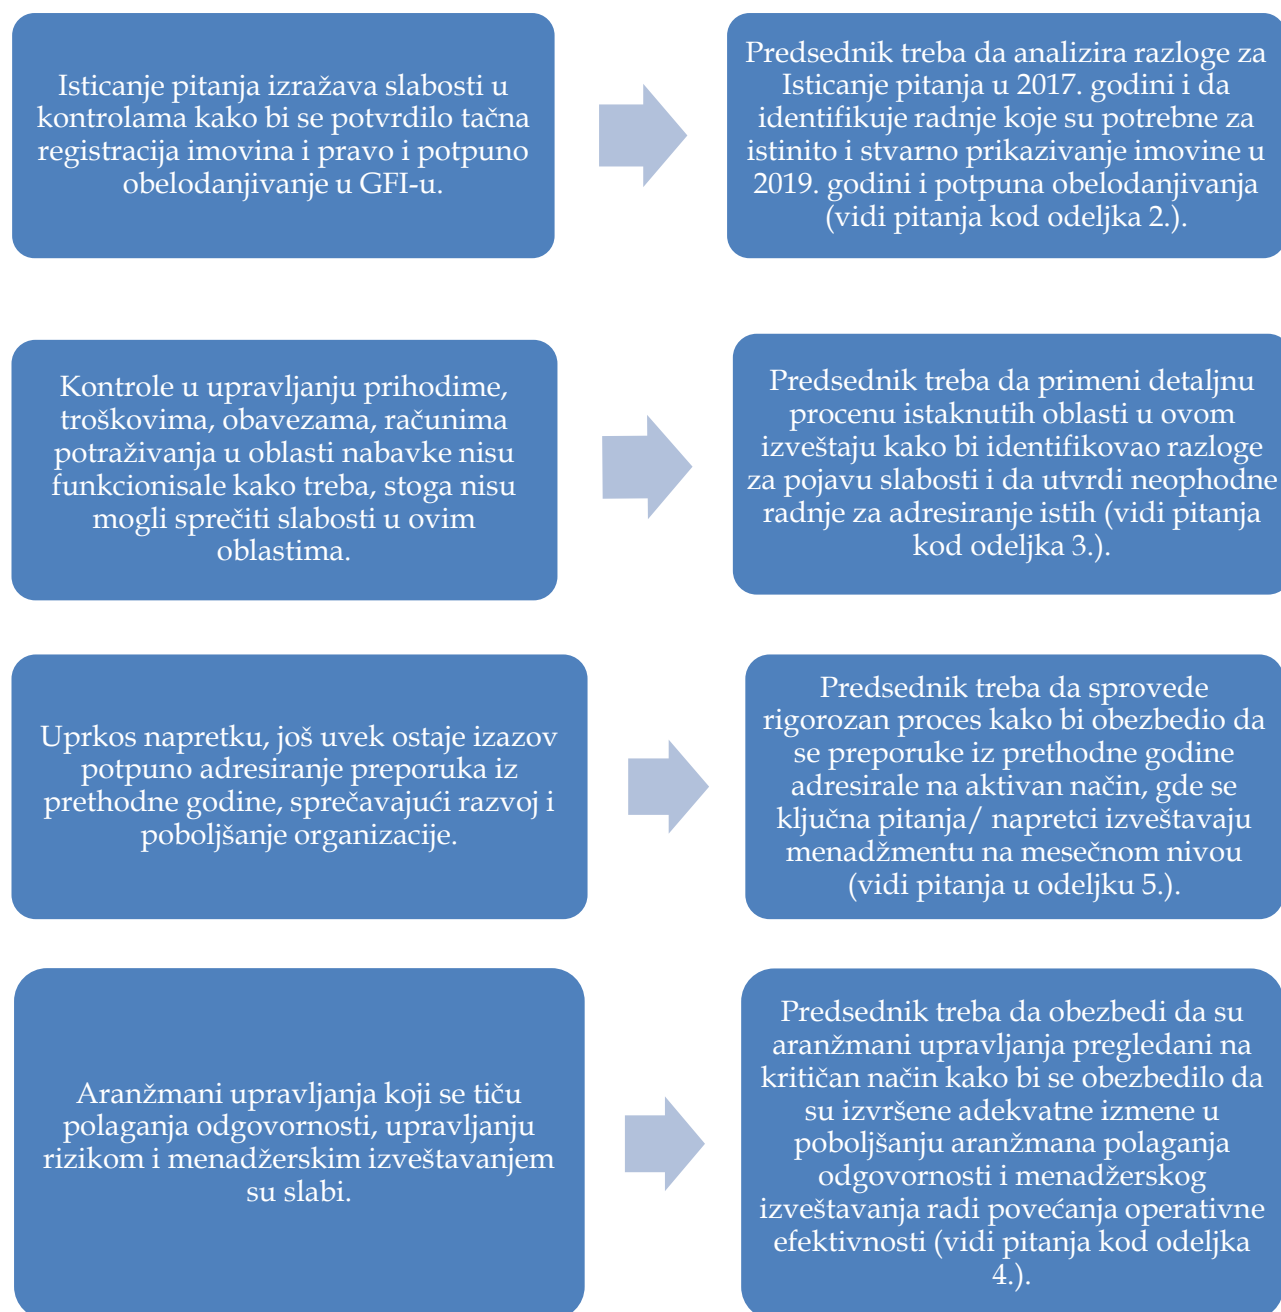 Isticanje pitanja izražava slabosti u
kontrolama kako bi se potvrdilo tačna
registracija imovina i pravo i potpuno
obelodanjivanje u GFI-u.
Predsednik treba da analizira razloge za
Isticanje pitanja u 2017. godini i da
identifikuje radnje koje su potrebne za
istinito i stvarno prikazivanje imovine u
2019. godini i potpuna obelodanjivanja
(vidi pitanja kod odeljka 2.).
Kontrole u upravljanju prihodime,
troškovima, obavezama, računima
potraživanja u oblasti nabavke nisu
funkcionisale kako treba, stoga nisu
mogli sprečiti slabosti u ovim
oblastima.
Predsednik treba da primeni detaljnu
procenu istaknutih oblasti u ovom
izveštaju kako bi identifikovao razloge
za pojavu slabosti i da utvrdi neophodne
radnje za adresiranje istih (vidi pitanja
kod odeljka 3.).
Uprkos napretku, još uvek ostaje izazov
potpuno adresiranje preporuka iz
prethodne godine, sprečavajući razvoj i
poboljšanje organizacije.
Predsednik treba da sprovede
rigorozan proces kako bi obezbedio da
se preporuke iz prethodne godine
adresirale na aktivan način, gde se
ključna pitanja/ napretci izveštavaju
menadžmentu na mesečnom nivou
(vidi pitanja u odeljku 5.).
Aranžmani upravljanja koji se tiču
polaganja odgovornosti, upravljanju
rizikom i menadžerskim izveštavanjem
su slabi.
Predsednik treba da obezbedi da su
aranžmani upravljanja pregledani na
kritičan način kako bi se obezbedilo da
su izvršene adekvatne izmene u
poboljšanju aranžmana polaganja
odgovornosti i menadžerskog
izveštavanja radi povećanja operativne
efektivnosti (vidi pitanja kod odeljka
4.).